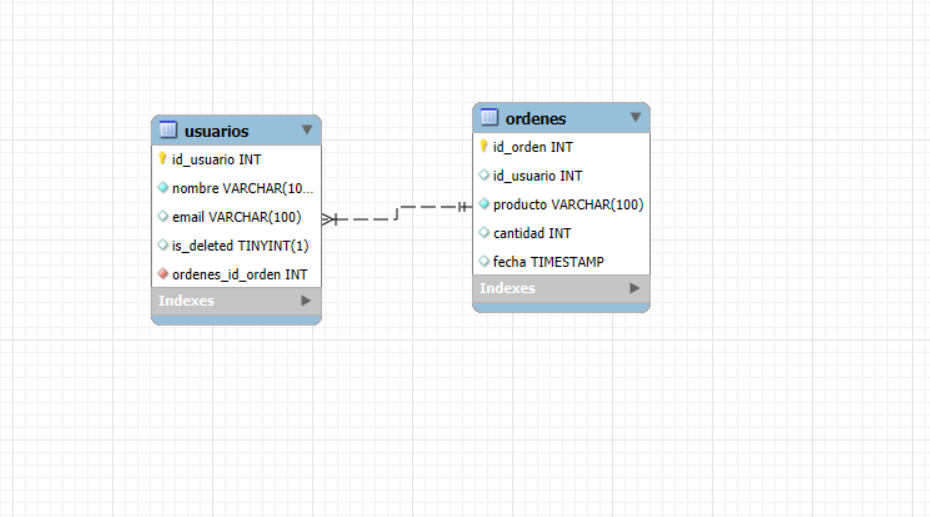 usuarios
id_usuario INT
nombre VARCHAR(10...
email VARCHAR(100)
is_deleted TINYINT(1)
ordenes_id_orden INT
Indexes
ordenes
id_orden INT
id_usuario INT
producto VARCHAR(100)
cantidad INT
fecha TIMESTAMP
Indexes